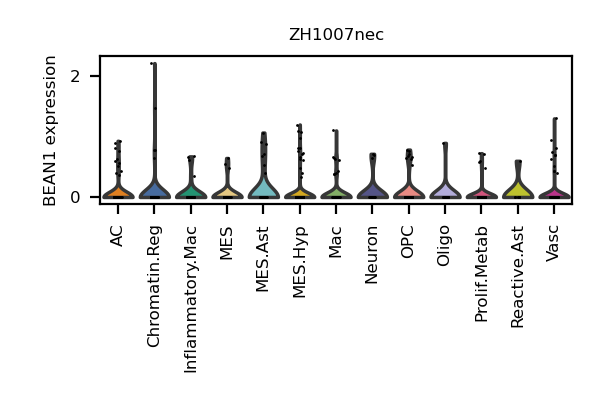 ZH1007nec
BEAN1 expression
2
0
AC
Chromatin.Reg
Inflammatory.Mac
MES
MES.Ast
MES.Hyp
Mac
Neuron
OPC
Oligo
Prolif.Metab
Reactive.Ast
Vasc